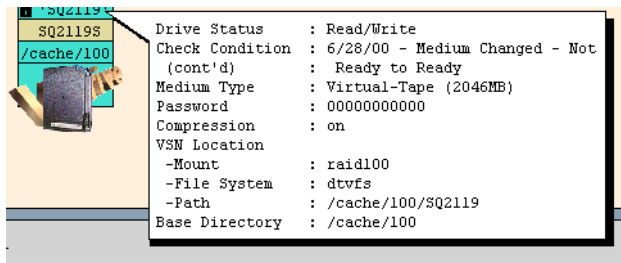 'SQ2119'
SQ2119S
/cache/100
Drive Status : Read/Write
Check Condition : 6/28/00 - Medium Changed - Not
(cont'd) : Ready to Ready
Medium Type : Virtual-Tape (2046MB)
Password : 00000000000
Compression : on
VSN Location
-Mount : raid100
-File System : dtvfs
-Path : /cache/100/SQ2119
Base Directory : /cache/100